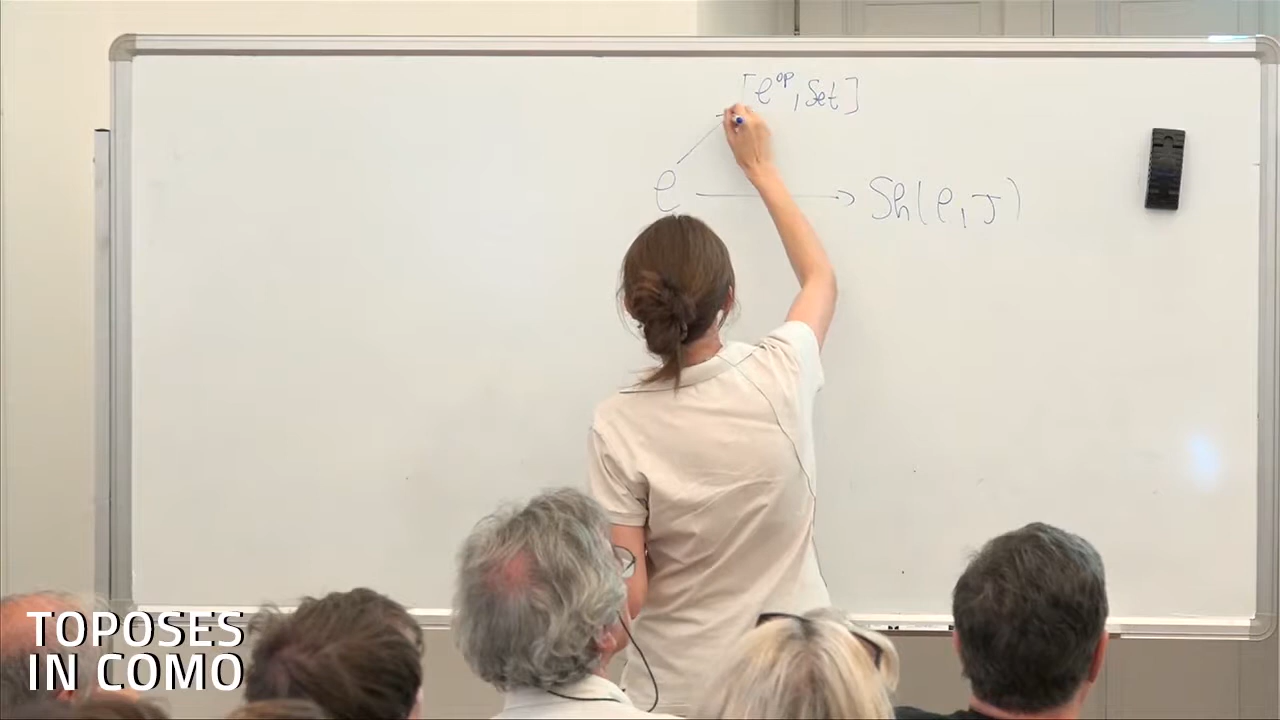 [C^op, Set]
C → Sh(C, J)
TOPOSES
IN COMO